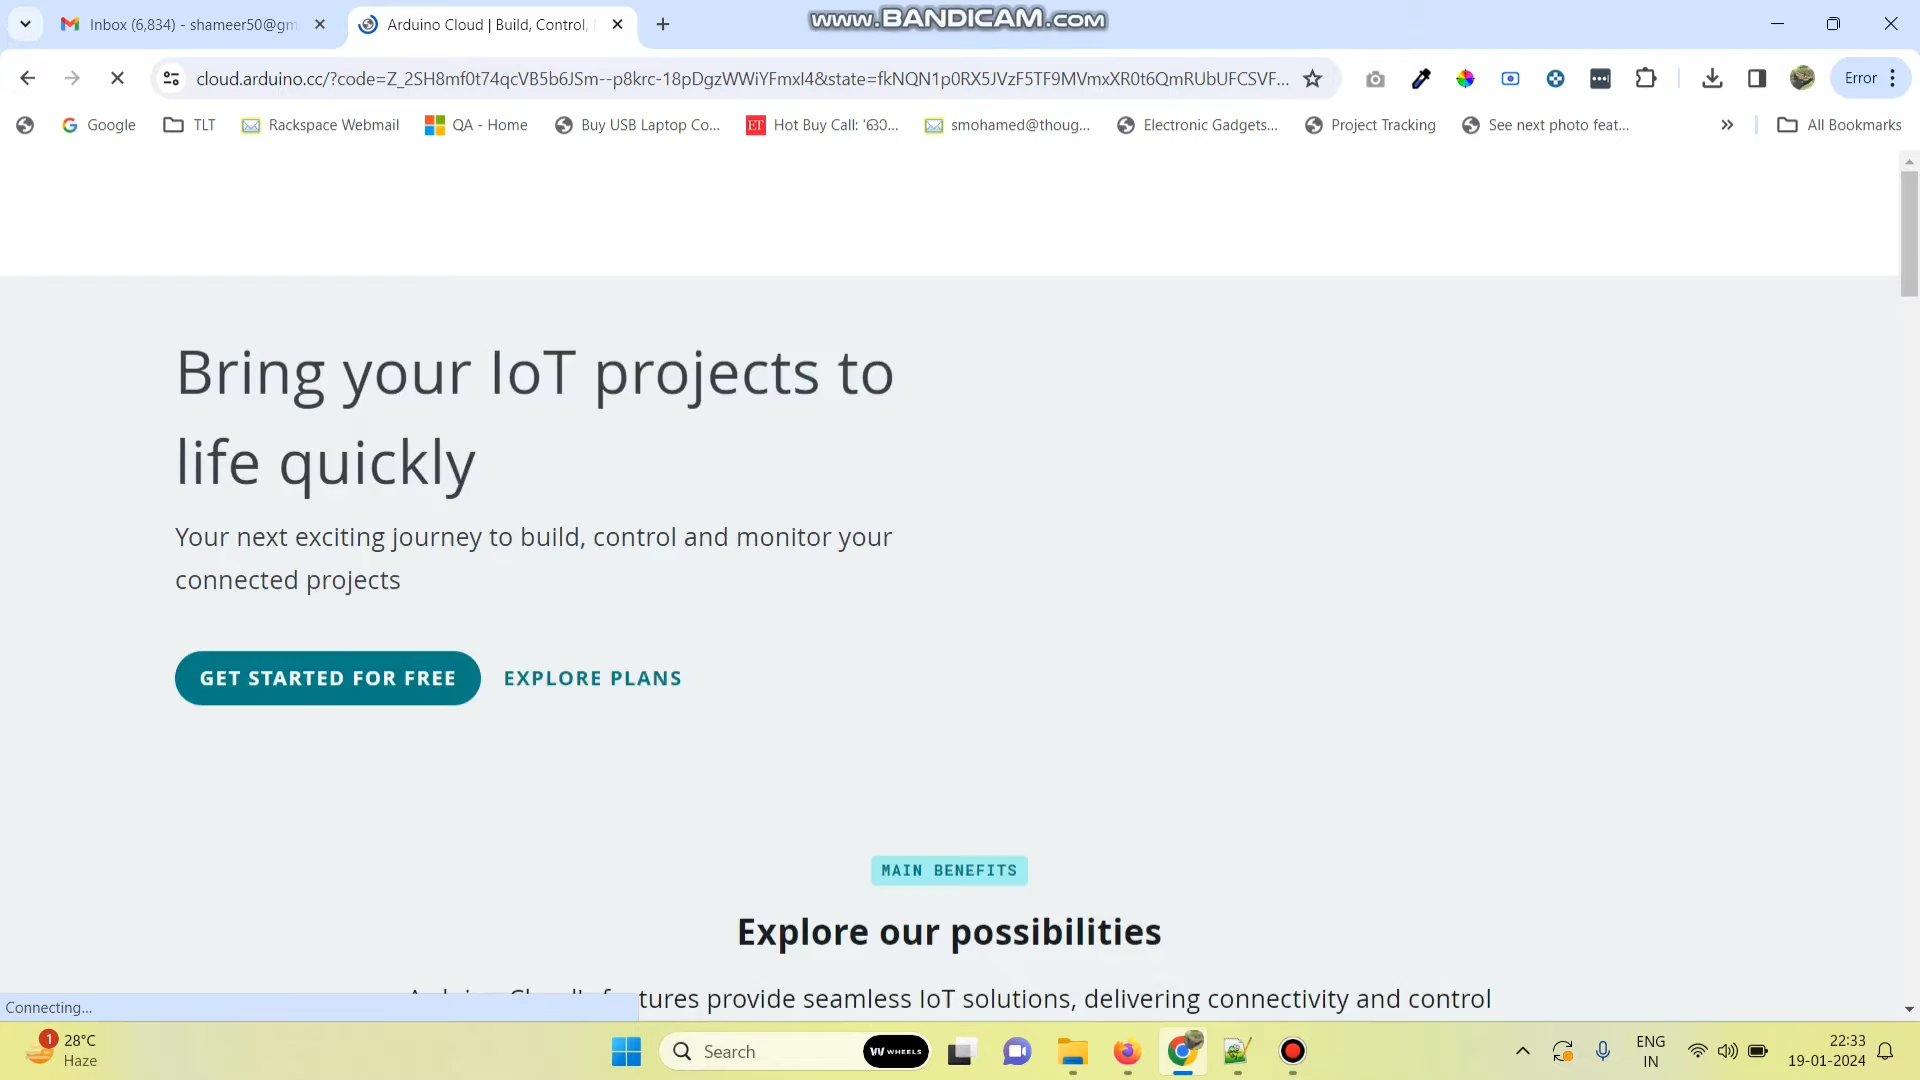 Inbox (6,834) - shameer50@gm
Arduino Cloud | Build, Control,
www.BANDICAM.com
cloud.arduino.cc/?code=Z_2SH8mf0t74qcVB5b6JSm--p8krc-18pDgzWWiYFmxI4&state=fkNQN1p0RX5JVzF5TF9MVmxXR0t6QmRUbUFCSVF...
Error
Google
TLT
Rackspace Webmail
QA - Home
Buy USB Laptop Co...
ET
Hot Buy Call: '630...
smohamed@thoug...
Electronic Gadgets...
Project Tracking
See next photo feat...
All Bookmarks
Bring your IoT projects to
life quickly
Your next exciting journey to build, control and monitor your
connected projects
GET STARTED FOR FREE
EXPLORE PLANS
MAIN BENEFITS
Explore our possibilities
tures provide seamless IoT solutions, delivering connectivity and control
Connecting...
1
28°C
Haze
Search
WHEELS
ENG
IN
22:33
19-01-2024